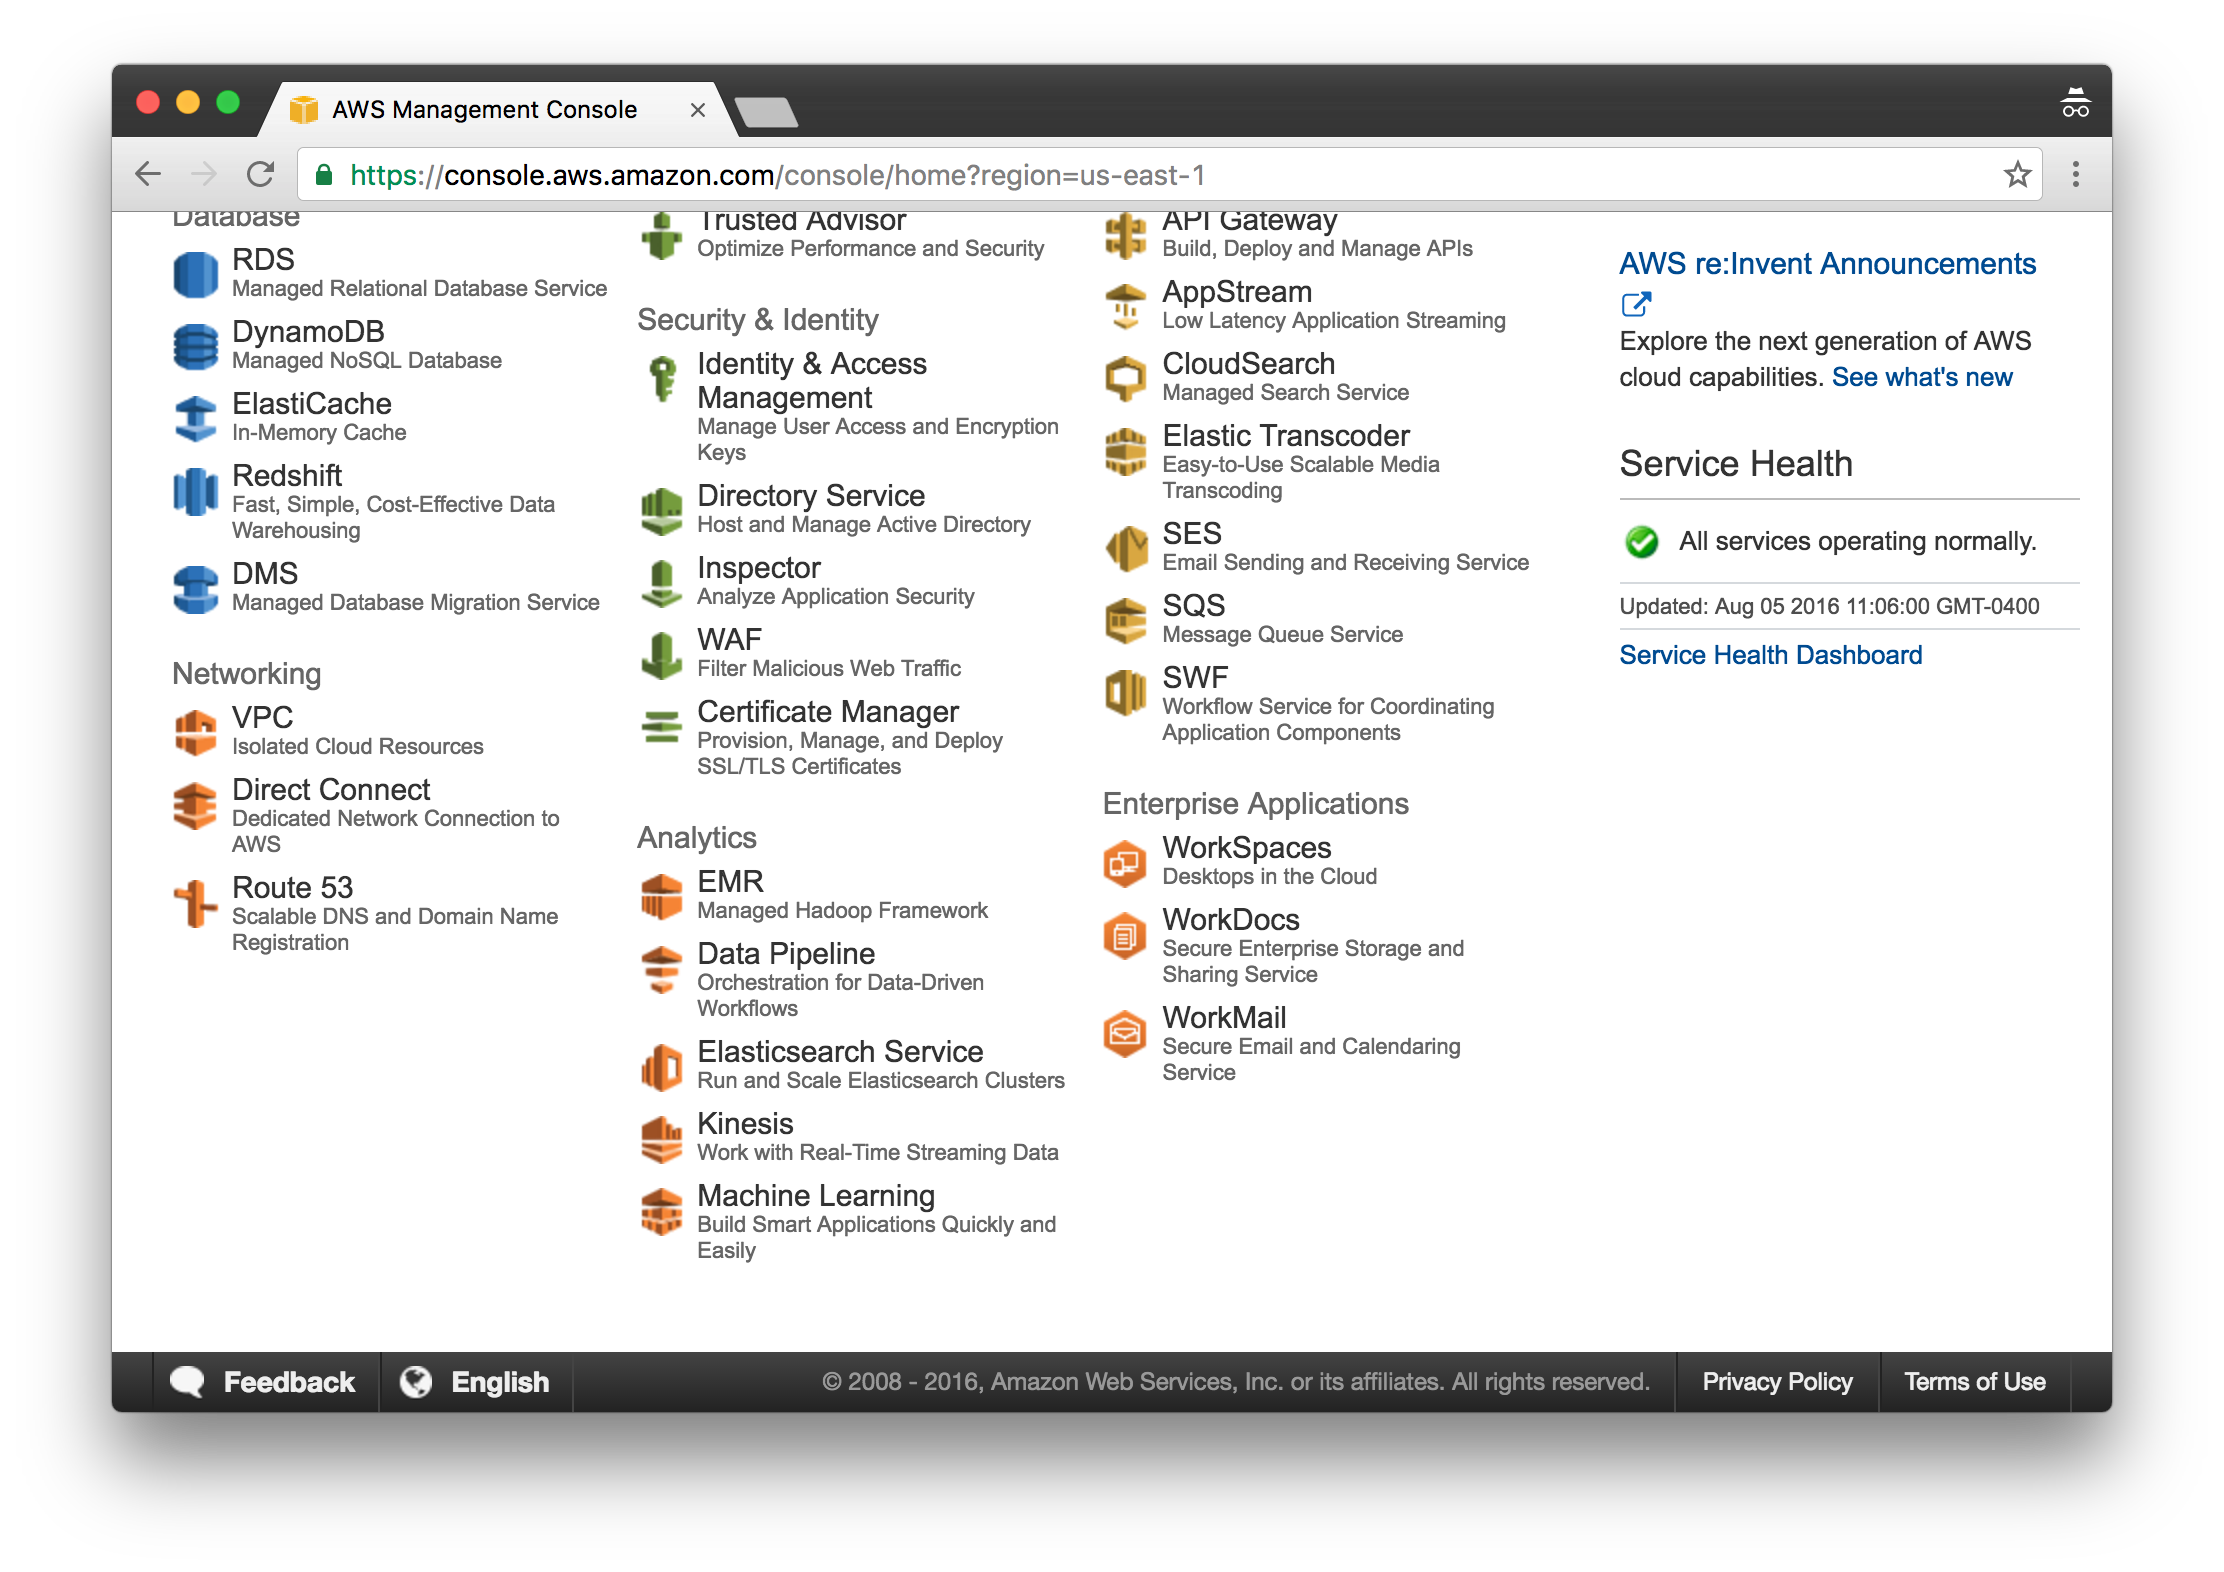 AWS Management Console
https://console.aws.amazon.com/console/home?region=us-east-1
Database
RDS
Managed Relational Database Service
DynamoDB
Managed NoSQL Database
ElastiCache
In-Memory Cache
Redshift
Fast, Simple, Cost-Effective Data
Warehousing
DMS
Managed Database Migration Service
Networking
VPC
Isolated Cloud Resources
Direct Connect
Dedicated Network Connection to
AWS
Route 53
Scalable DNS and Domain Name
Registration
Trusted Advisor
Optimize Performance and Security
Security & Identity
Identity & Access
Management
Manage User Access and Encryption
Keys
Directory Service
Host and Manage Active Directory
Inspector
Analyze Application Security
WAF
Filter Malicious Web Traffic
Certificate Manager
Provision, Manage, and Deploy
SSL/TLS Certificates
Analytics
EMR
Managed Hadoop Framework
Data Pipeline
Orchestration for Data-Driven
Workflows
Elasticsearch Service
Run and Scale Elasticsearch Clusters
Kinesis
Work with Real-Time Streaming Data
Machine Learning
Build Smart Applications Quickly and
Easily
API Gateway
Build, Deploy and Manage APIs
AppStream
Low Latency Application Streaming
CloudSearch
Managed Search Service
Elastic Transcoder
Easy-to-Use Scalable Media
Transcoding
SES
Email Sending and Receiving Service
SQS
Message Queue Service
SWF
Workflow Service for Coordinating
Application Components
Enterprise Applications
WorkSpaces
Desktops in the Cloud
WorkDocs
Secure Enterprise Storage and
Sharing Service
WorkMail
Secure Email and Calendaring
Service
AWS re:Invent Announcements
Explore the next generation of AWS
cloud capabilities. See what's new
Service Health
All services operating normally.
Updated: Aug 05 2016 11:06:00 GMT-0400
Service Health Dashboard
Feedback
English
© 2008 - 2016, Amazon Web Services, Inc. or its affiliates. All rights reserved.
Privacy Policy
Terms of Use